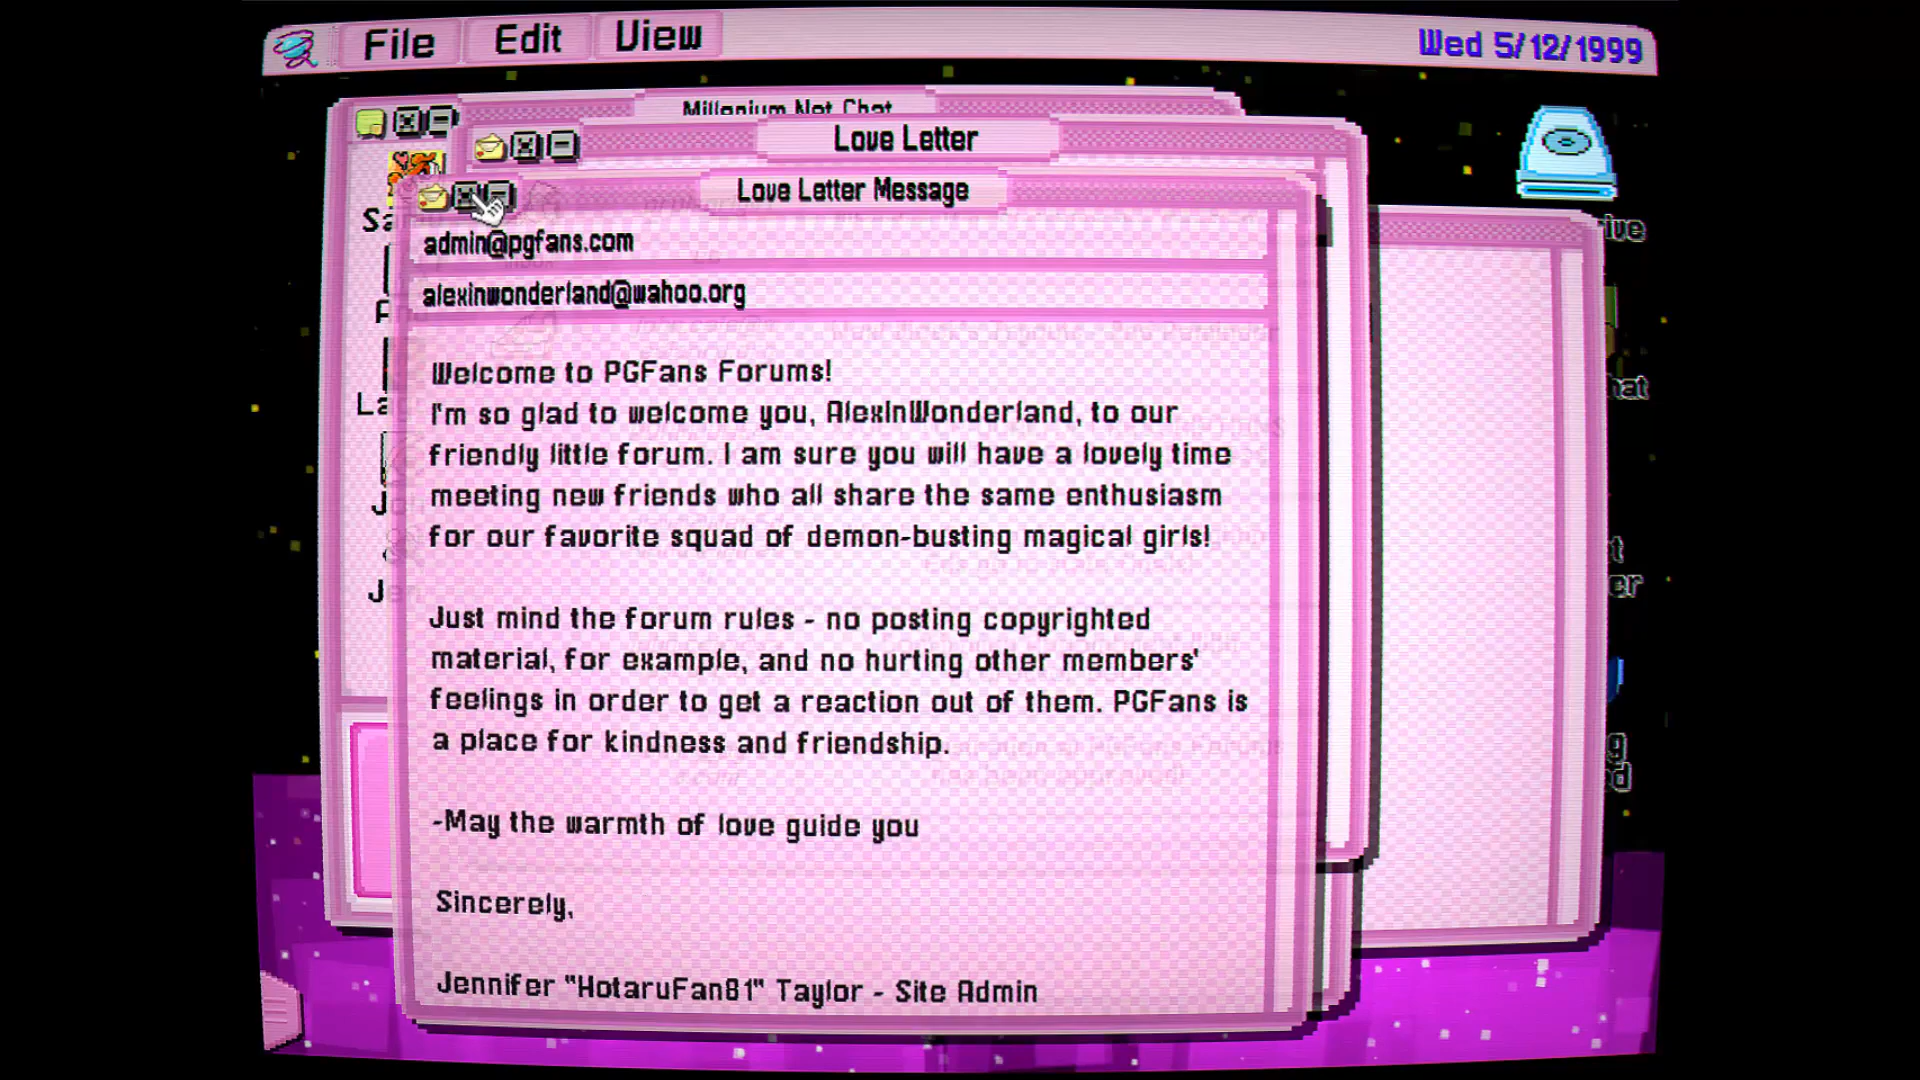 File Edit View
Wed 5/12/1999
Millenium Net Chat
Love Letter
Love Letter Message
admin@pgfans.com
alexinwonderland@wahoo.org
Welcome to PGFans Forums!
I'm so glad to welcome you, AlexInWonderland, to our
friendly little forum. I am sure you will have a lovely time
meeting new friends who all share the same enthusiasm
for our favorite squad of demon-busting magical girls!
Just mind the forum rules - no posting copyrighted
material, for example, and no hurting other members'
feelings in order to get a reaction out of them. PGFans is
a place for kindness and friendship.
-May the warmth of love guide you
Sincerely,
Jennifer "HotaruFan81" Taylor - Site Admin